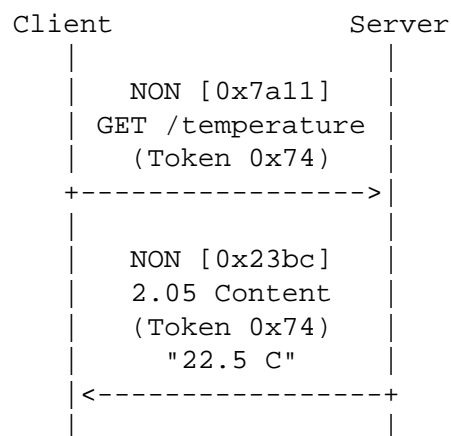 Client Server
NON [0x7a11]
GET /temperature
(Token 0x74)
NON [0x23bc]
2.05 Content
(Token 0x74)
"22.5 C"